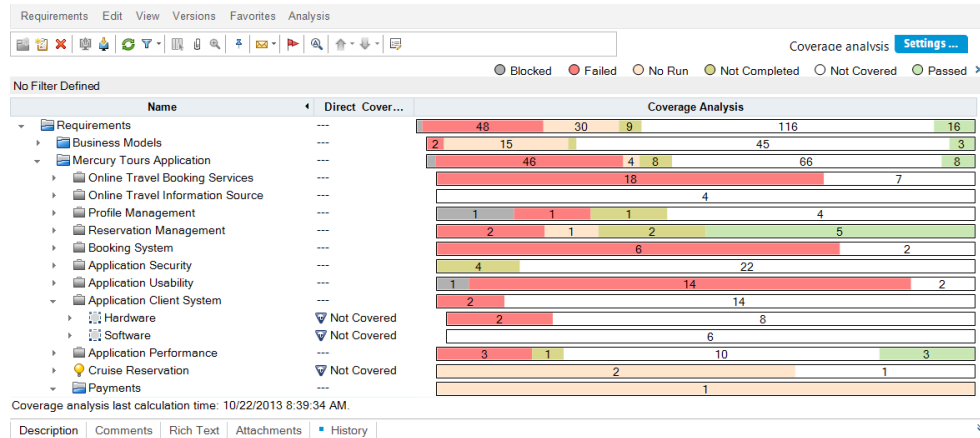 Requirements Edit View Versions Favorites Analysis
Coverage analysis Settings ...
Blocked Failed No Run Not Completed Not Covered Passed
No Filter Defined
Name Direct Cover... Coverage Analysis
Requirements --- 48 30 9 116 16
Business Models --- 2 15 45 3
Mercury Tours Application --- 46 4 8 66 8
Online Travel Booking Services --- 18 7
Online Travel Information Source --- 4
Profile Management --- 1 1 1 4
Reservation Management --- 2 1 2 5
Booking System --- 6 2
Application Security --- 4 22
Application Usability --- 1 14 2
Application Client System --- 2 14
Hardware Not Covered 2 8
Software Not Covered 6
Application Performance --- 3 1 10 3
Cruise Reservation Not Covered 2 1
Payments --- 1
Coverage analysis last calculation time: 10/22/2013 8:39:34 AM.
Description Comments Rich Text Attachments History